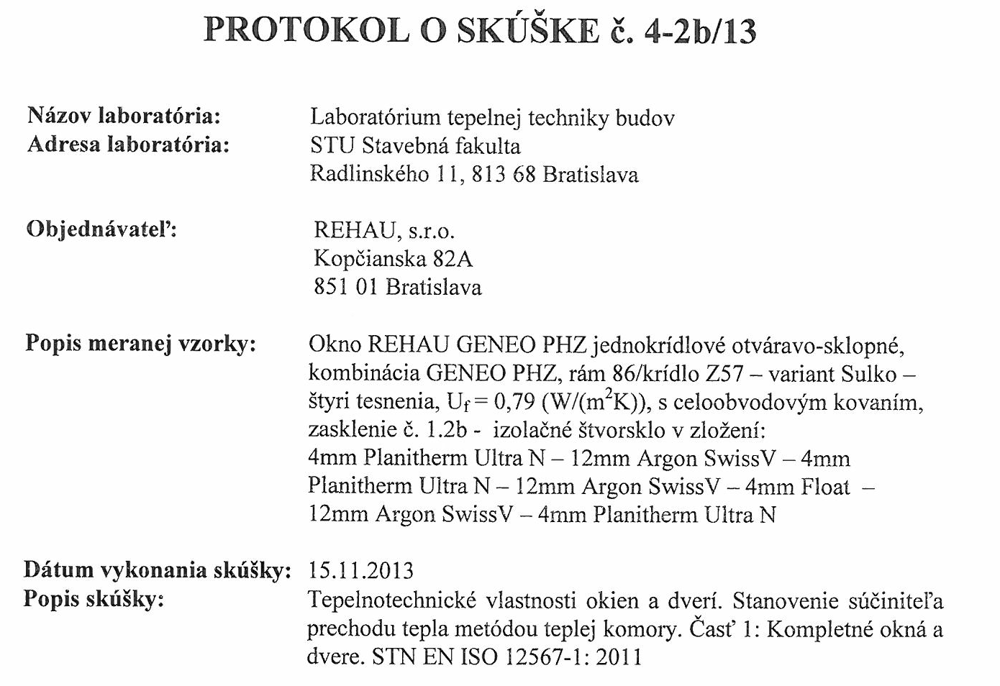 PROTOKOL O SKÚŠKE č. 4-2b/13
Názov laboratória: Laboratórium tepelnej techniky budov
Adresa laboratória: STU Stavebná fakulta
Radlinského 11, 813 68 Bratislava
Objednávateľ: REHAU, s.r.o.
Kopčianska 82A
851 01 Bratislava
Popis meranej vzorky: Okno REHAU GENEO PHZ jednokrídlové otváravo-sklopné,
kombinácia GENEO PHZ, rám 86/krídlo Z57 – variant Sulko –
štyri tesnenia, Uf = 0,79 (W/(m²K)), s celoobvodovým kovaním,
zasklenie č. 1.2b - izolačné štvorsklo v zložení:
4mm Planitherm Ultra N – 12mm Argon SwissV – 4mm
Planitherm Ultra N – 12mm Argon SwissV – 4mm Float –
12mm Argon SwissV – 4mm Planitherm Ultra N
Dátum vykonania skúšky: 15.11.2013
Popis skúšky: Tepelnotechnické vlastnosti okien a dverí. Stanovenie súčiniteľa
prechodu tepla metódou teplej komory. Časť 1: Kompletné okná a
dvere. STN EN ISO 12567-1: 2011